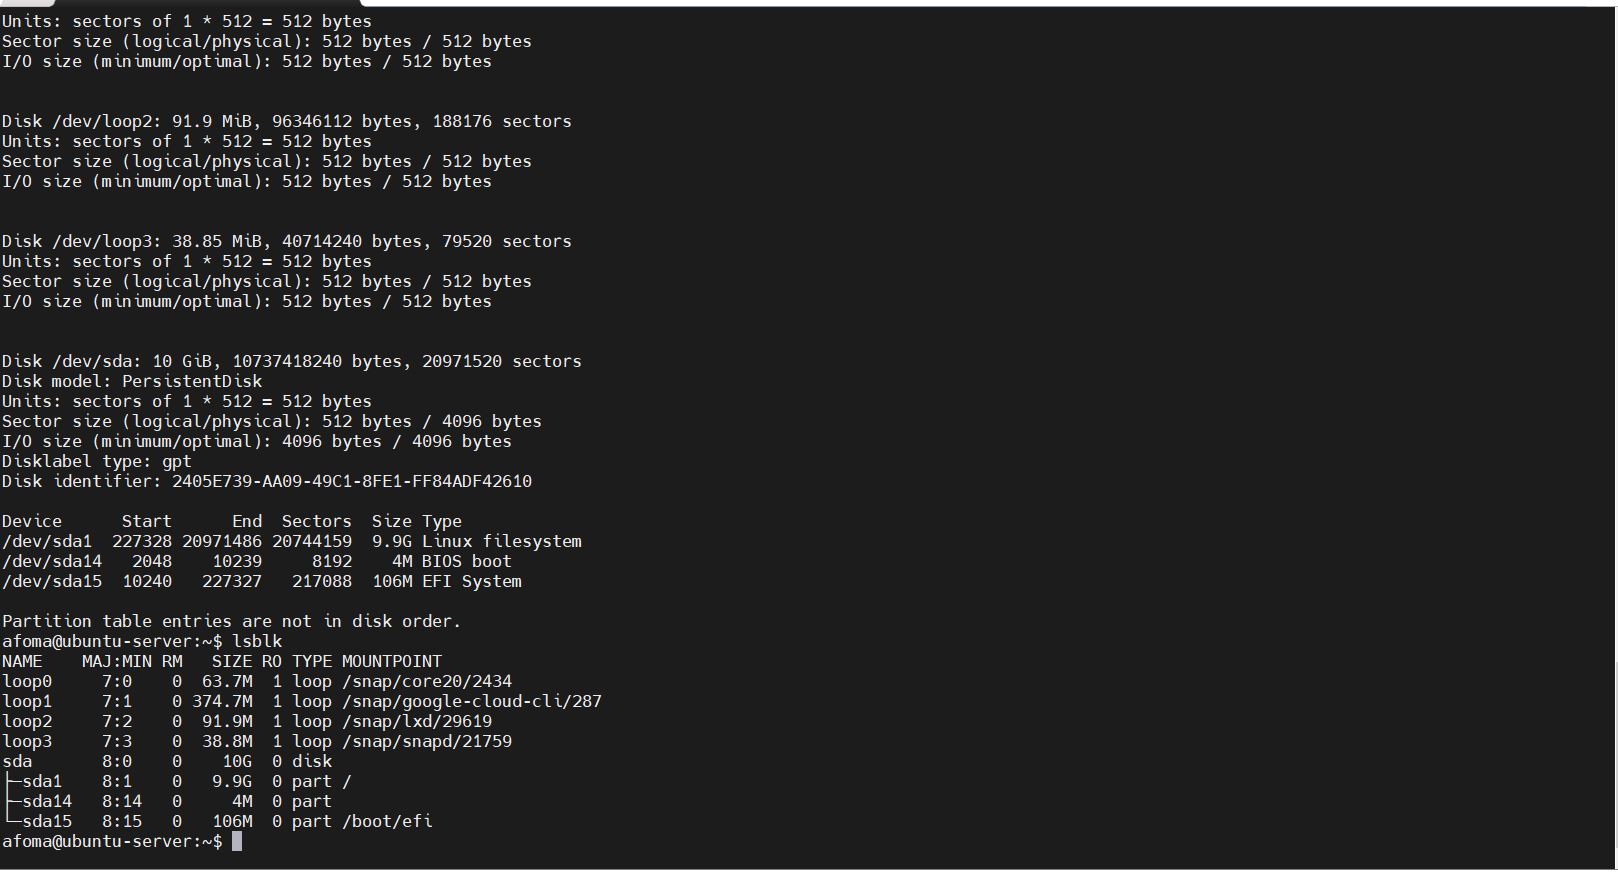 Units: sectors of 1 * 512 = 512 bytes
Sector size (logical/physical): 512 bytes / 512 bytes
I/O size (minimum/optimal): 512 bytes / 512 bytes
Disk /dev/loop2: 91.9 MiB, 96346112 bytes, 188176 sectors
Units: sectors of 1 * 512 = 512 bytes
Sector size (logical/physical): 512 bytes / 512 bytes
I/O size (minimum/optimal): 512 bytes / 512 bytes
Disk /dev/loop3: 38.85 MiB, 40714240 bytes, 79520 sectors
Units: sectors of 1 * 512 = 512 bytes
Sector size (logical/physical): 512 bytes / 512 bytes
I/O size (minimum/optimal): 512 bytes / 512 bytes
Disk /dev/sda: 10 GiB, 10737418240 bytes, 20971520 sectors
Disk model: PersistentDisk
Units: sectors of 1 * 512 = 512 bytes
Sector size (logical/physical): 512 bytes / 4096 bytes
I/O size (minimum/optimal): 4096 bytes / 4096 bytes
Disklabel type: gpt
Disk identifier: 2405E739-AA09-49C1-8FE1-FF84ADF42610
Device      Start      End  Sectors  Size Type
/dev/sda1  227328 20971486 20744159  9.9G Linux filesystem
/dev/sda14   2048    10239     8192    4M BIOS boot
/dev/sda15  10240   227327   217088  106M EFI System
Partition table entries are not in disk order.
afoma@ubuntu-server:~$ lsblk
NAME    MAJ:MIN RM   SIZE RO TYPE MOUNTPOINT
loop0     7:0    0  63.7M  1 loop /snap/core20/2434
loop1     7:1    0 374.7M  1 loop /snap/google-cloud-cli/287
loop2     7:2    0  91.9M  1 loop /snap/lxd/29619
loop3     7:3    0  38.8M  1 loop /snap/snapd/21759
sda       8:0    0    10G  0 disk
├─sda1    8:1    0   9.9G  0 part /
├─sda14   8:14   0     4M  0 part
└─sda15   8:15   0   106M  0 part /boot/efi
afoma@ubuntu-server:~$